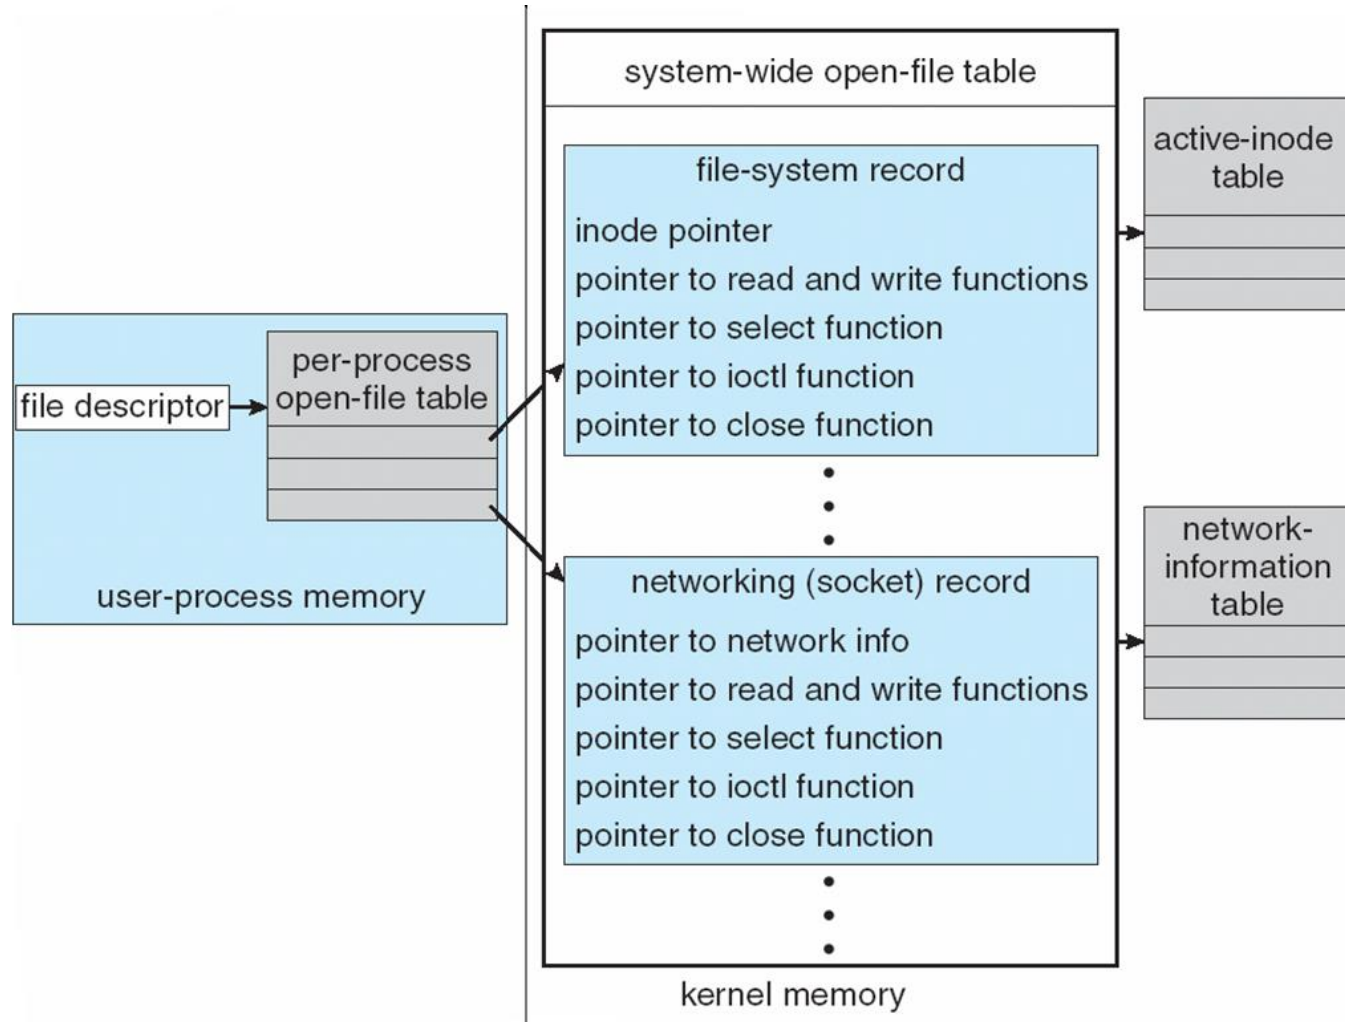 file descriptor
per-process
open-file table
user-process memory
system-wide open-file table
file-system record
inode pointer
pointer to read and write functions
pointer to select function
pointer to ioctl function
pointer to close function
networking (socket) record
pointer to network info
pointer to read and write functions
pointer to select function
pointer to ioctl function
pointer to close function
kernel memory
active-inode
table
network-
information
table